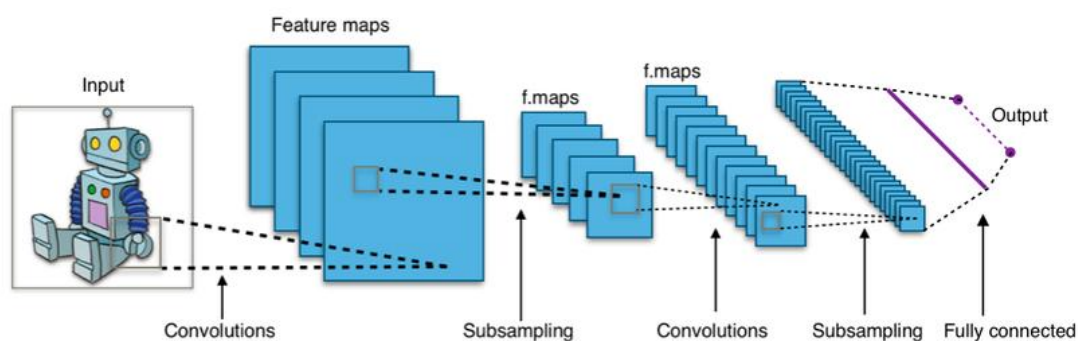 Feature maps
Input
f.maps
f.maps
Output
Convolutions
Subsampling
Convolutions
Subsampling
Fully connected